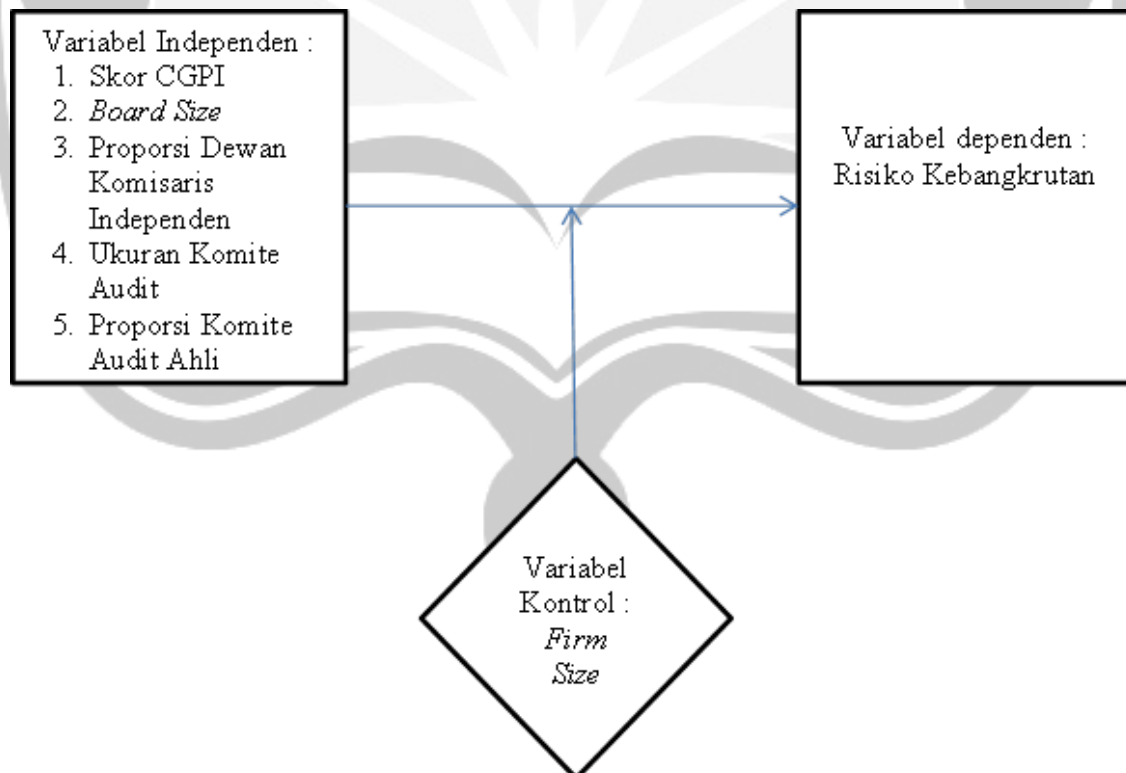 Variabel Independen :
1. Skor CGPI
2. Board Size
3. Proporsi Dewan
Komisaris
Independen
4. Ukuran Komite
Audit
5. Proporsi Komite
Audit Ahli
Variabel dependen :
Risiko Kebangkrutan
Variabel
Kontrol :
Firm
Size